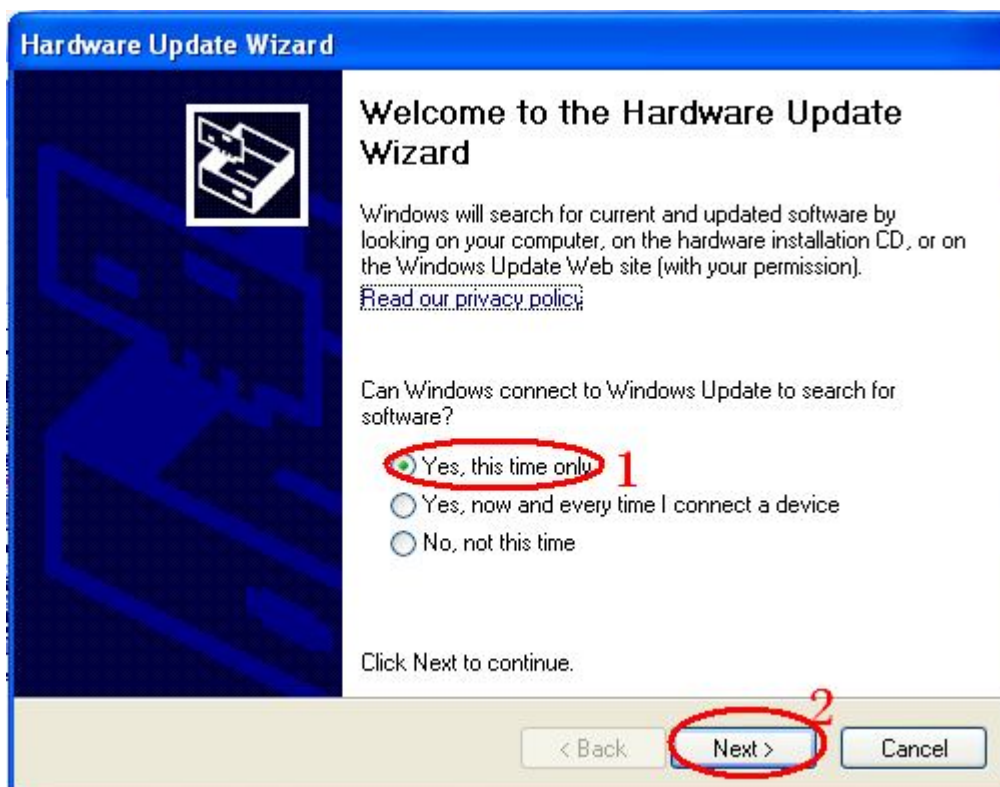 Hardware Update Wizard
Welcome to the Hardware Update
Wizard
Windows will search for current and updated software by
looking on your computer, on the hardware installation CD, or on
the Windows Update Web site (with your permission).
Read our privacy policy
Can Windows connect to Windows Update to search for
software?
Yes, this time only 1
Yes, now and every time I connect a device
No, not this time
Click Next to continue.
2
< Back Next > Cancel